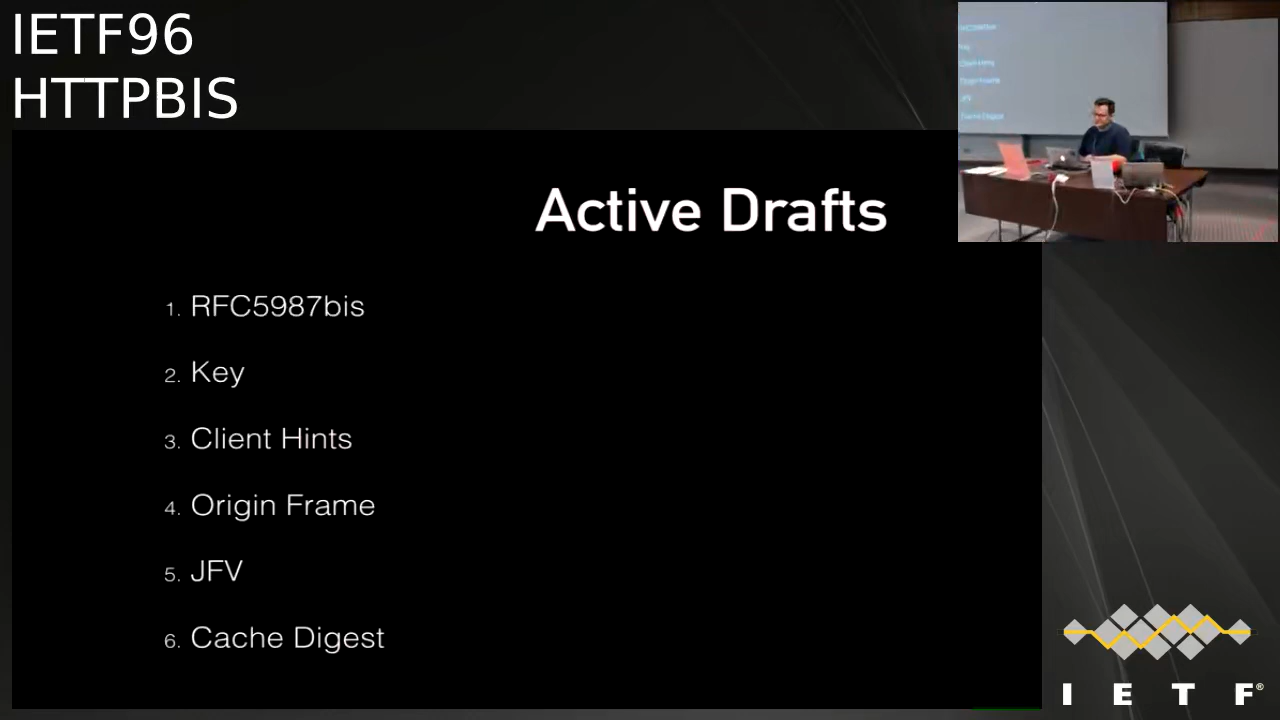 IETF96
HTTPBIS
Active Drafts
1. RFC5987bis
2. Key
3. Client Hints
4. Origin Frame
5. JFV
6. Cache Digest
I E T F®